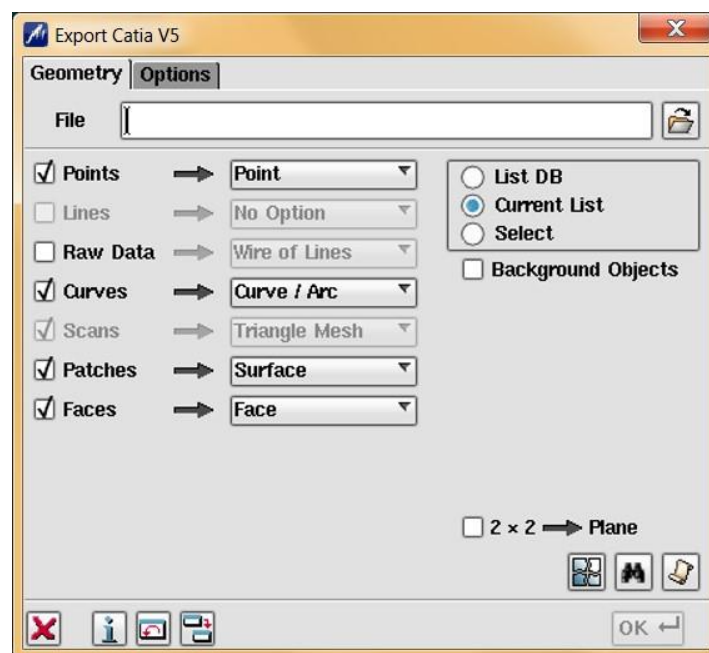 Export Catia V5
Geometry Options
File
Points Point
Lines No Option
Raw Data Wire of Lines
Curves Curve / Arc
Scans Triangle Mesh
Patches Surface
Faces Face
List DB
Current List
Select
Background Objects
2 × 2 Plane
OK